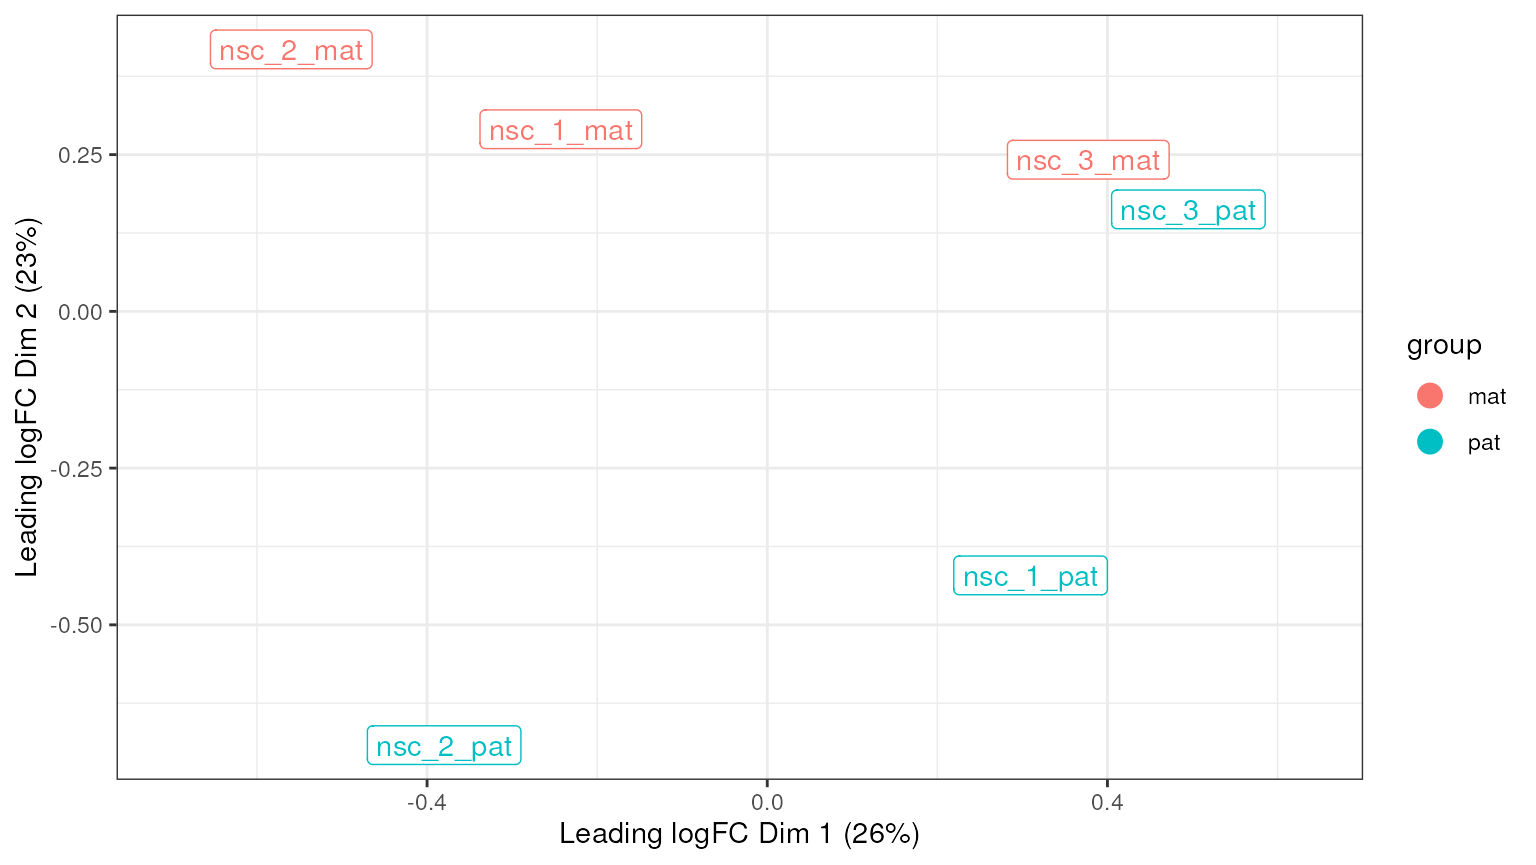 nsc_2_mat
nsc_1_mat
nsc_3_mat
nsc_3_pat
nsc_1_pat
nsc_2_pat
0.25
0.00
-0.25
-0.50
-0.4
0.0
0.4
Leading logFC Dim 1 (26%)
Leading logFC Dim 2 (23%)
group
mat
pat